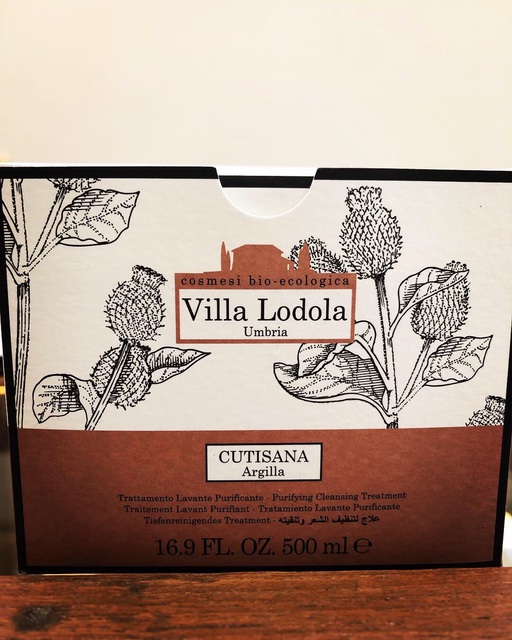 cosmesi bio-ecologica
Villa Lodola
Umbria
CUTISANA
Argilla
Trattamento Lavante Purificante - Purifying Cleansing Treatment
Traitement Lavant Purifiant - Tratamiento Lavante Purificante
Tiefenreinigendes Treatment - علاج لتنظيف الشعر وتنقيته
16.9 FL. OZ. 500 ml ℮